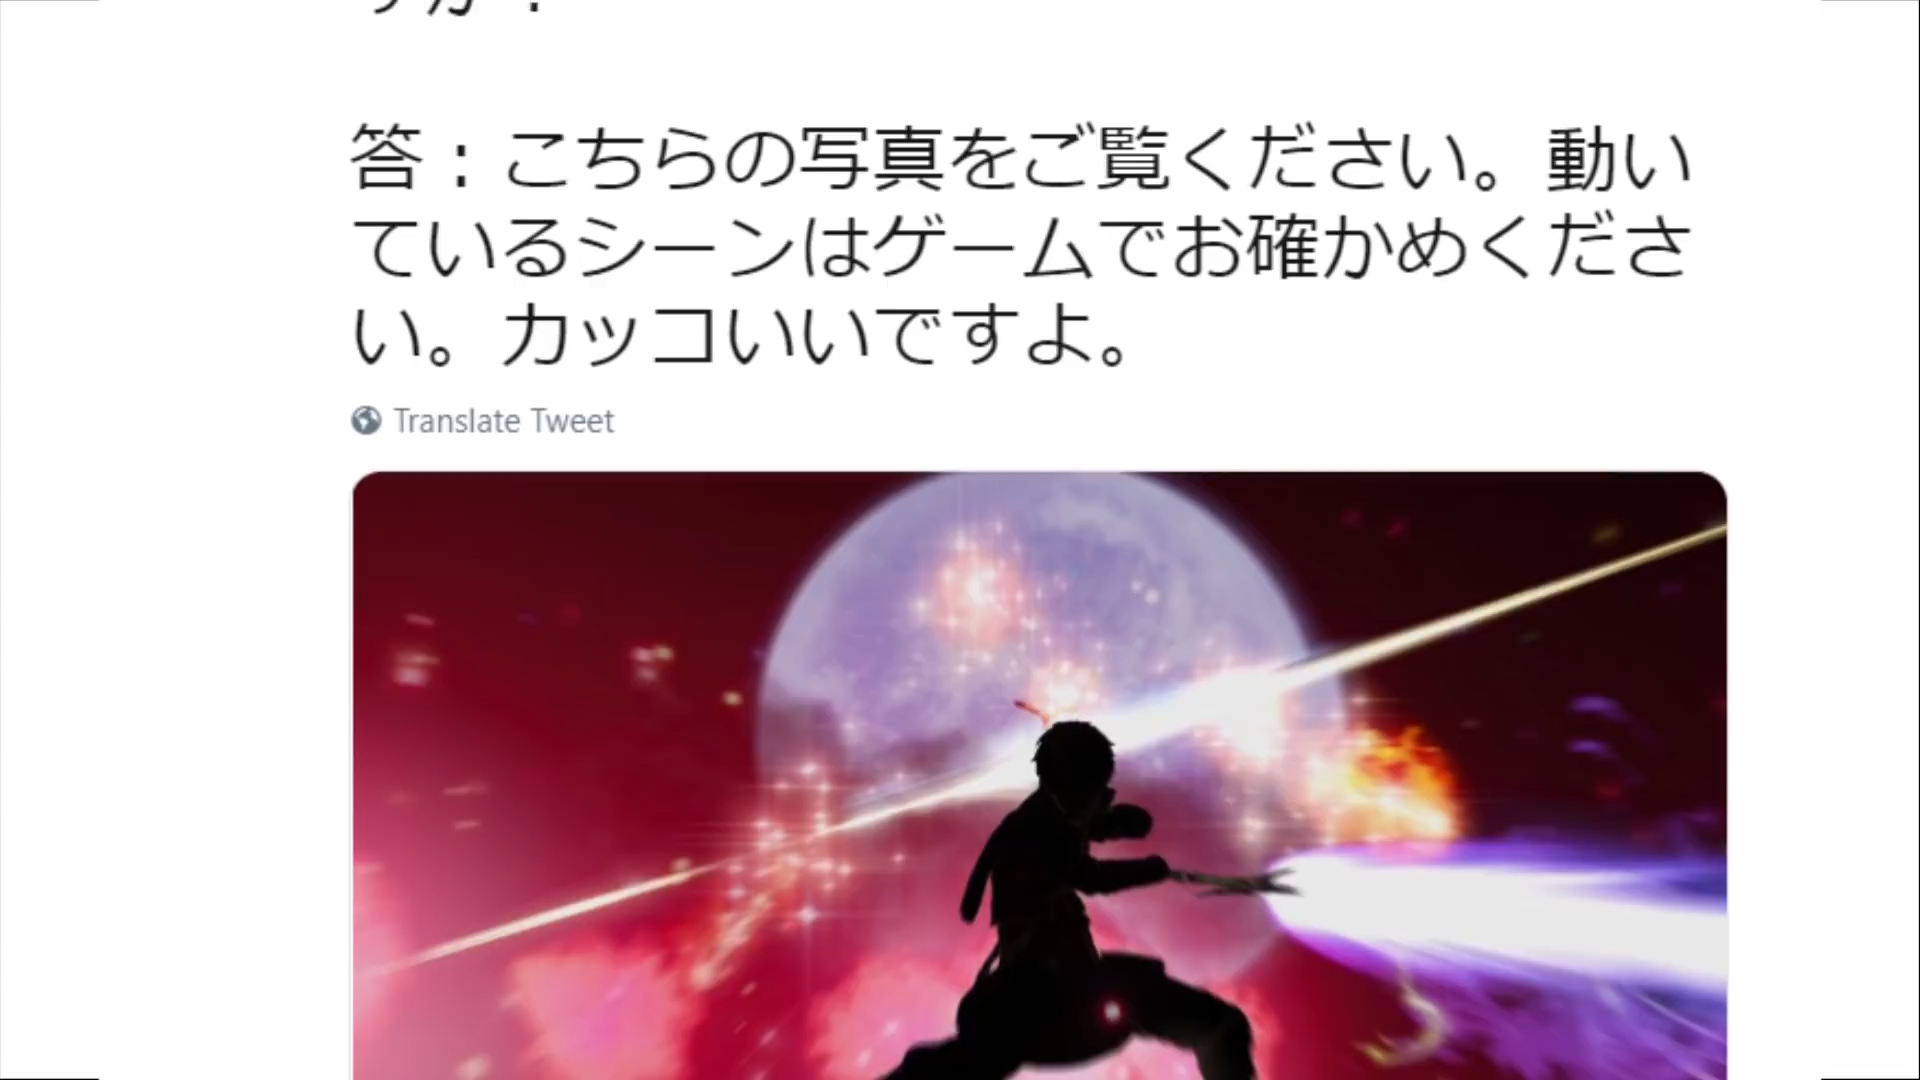 すか？
答：こちらの写真をご覧ください。動い
ているシーンはゲームでお確かめくださ
い。カッコいいですよ。
Translate Tweet